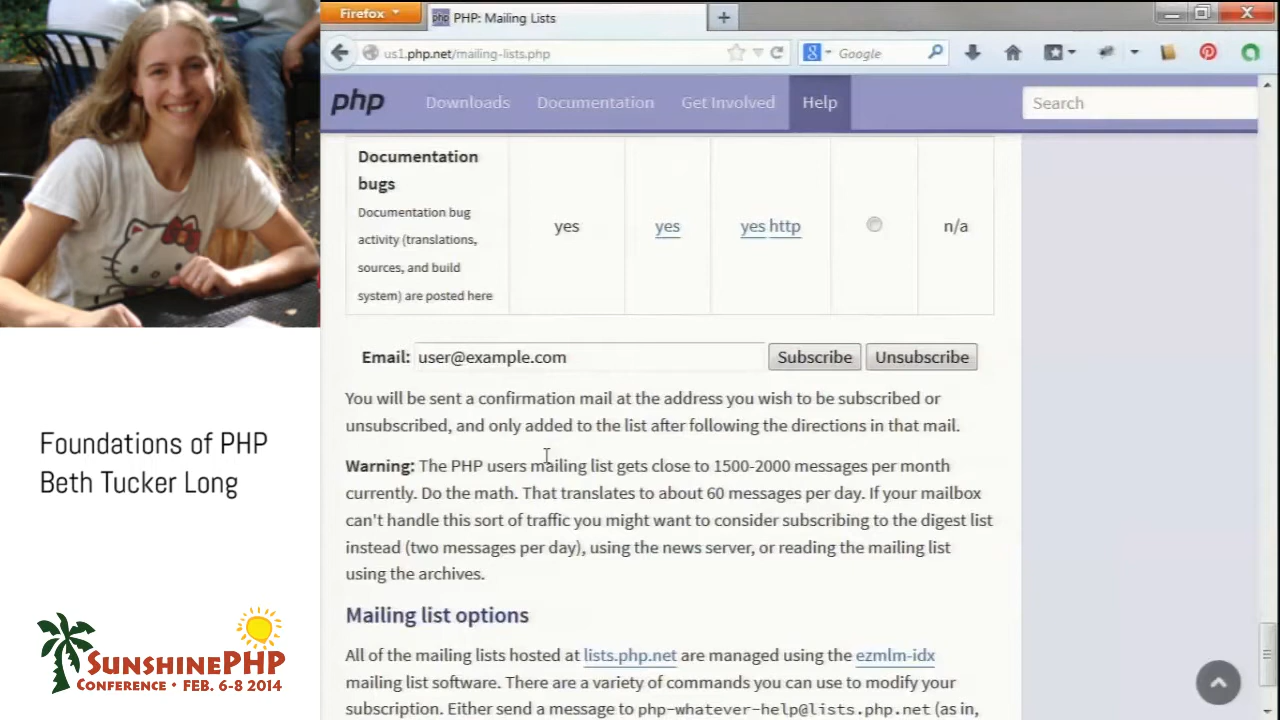 Firefox
php PHP: Mailing Lists
us1.php.net/mailing-lists.php
Google
php Downloads Documentation Get Involved Help Search
Documentation
bugs
Documentation bug
activity (translations,
sources, and build
system) are posted here
yes yes yes http n/a
Email: user@example.com Subscribe Unsubscribe
You will be sent a confirmation mail at the address you wish to be subscribed or
unsubscribed, and only added to the list after following the directions in that mail.
Warning: The PHP users mailing list gets close to 1500-2000 messages per month
currently. Do the math. That translates to about 60 messages per day. If your mailbox
can't handle this sort of traffic you might want to consider subscribing to the digest list
instead (two messages per day), using the news server, or reading the mailing list
using the archives.
Mailing list options
All of the mailing lists hosted at lists.php.net are managed using the ezmlm-idx
mailing list software. There are a variety of commands you can use to modify your
subscription. Either send a message to php-whatever-help@lists.php.net (as in,
Foundations of PHP
Beth Tucker Long
SunshinePHP
Conference • Feb. 6-8 2014